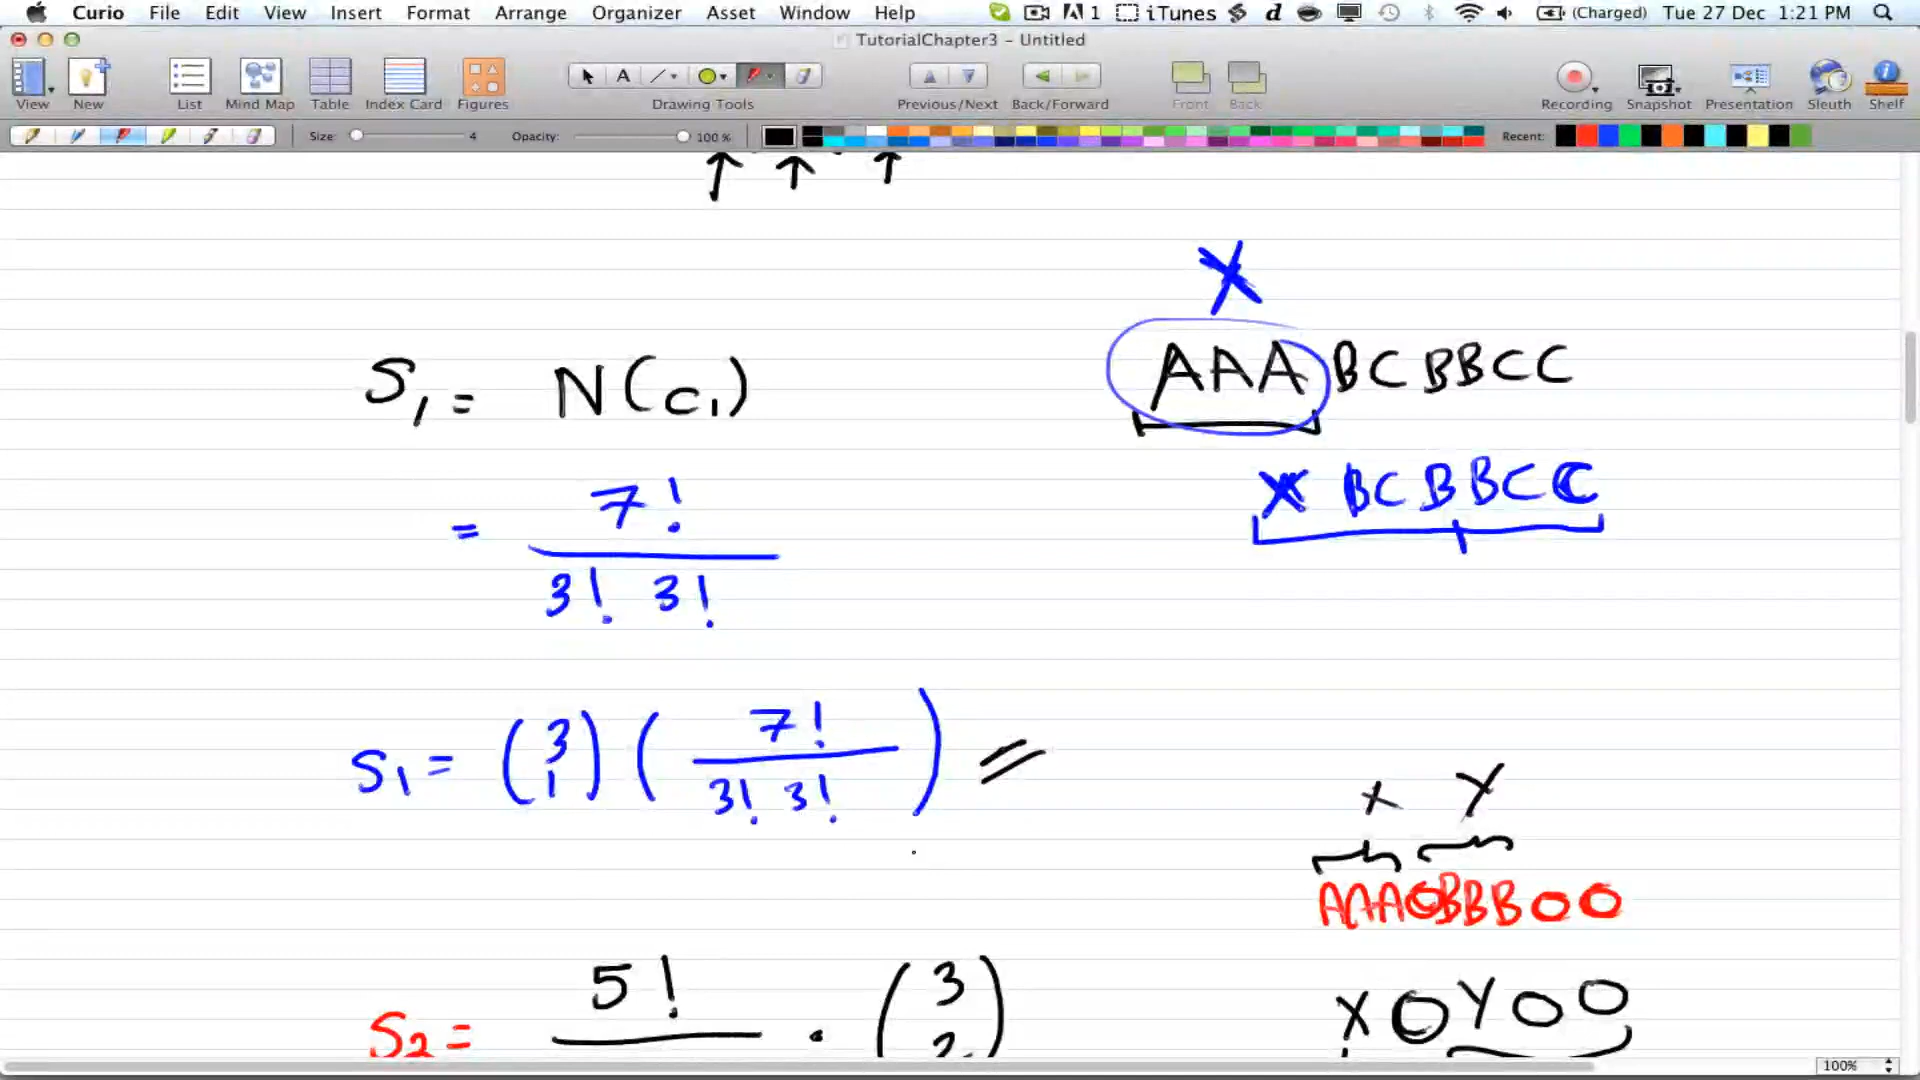 Curio File Edit View Insert Format Arrange Organizer Asset Window Help 1 iTunes (Charged) Tue 27 Dec 1:21 PM
TutorialChapter3 – Untitled
View New List Mind Map Table Index Card Figures Drawing Tools Previous/Next Back/Forward Front Back Recording Snapshot Presentation Sleuth Shelf
Size: 4 Opacity: 100 % Recent:
↑ ↑ ↑
X
S₁ = N(c₁)
AAABCBBCC
X BCBBCC
= 7!
3! 3!
S₁ = (3 1) ( 7! / 3! 3! )
X Y
AAAOBBBOO
S₂ = 5! · (3 2
XOYOO
100%